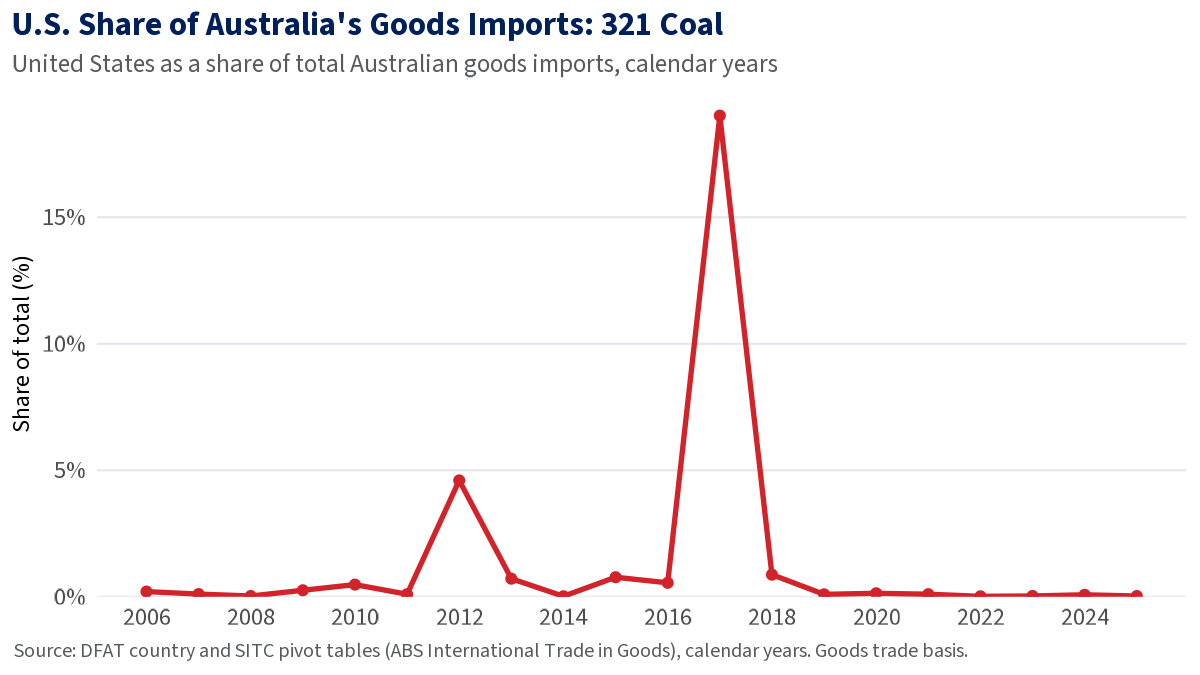 U.S. Share of Australia's Goods Imports: 321 Coal
United States as a share of total Australian goods imports, calendar years
Share of total (%)
15%
10%
5%
0%
2006 2008 2010 2012 2014 2016 2018 2020 2022 2024
Source: DFAT country and SITC pivot tables (ABS International Trade in Goods), calendar years. Goods trade basis.